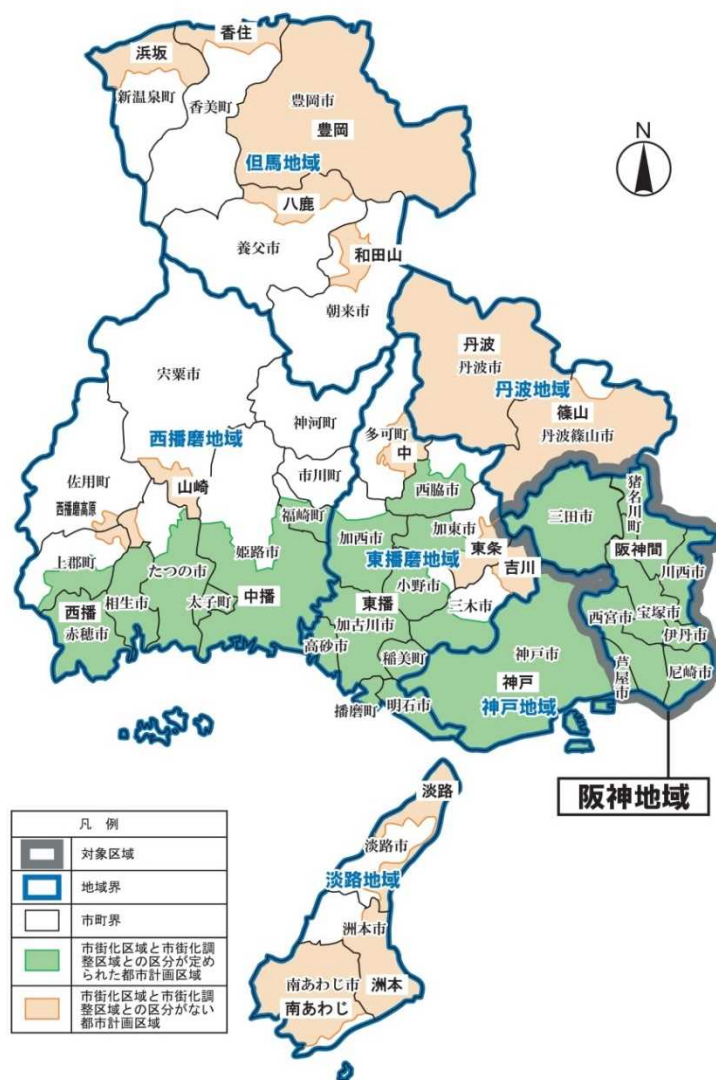 香住
浜坂
新温泉町
香美町
豊岡市
豊岡
但馬地域
八鹿
養父市
和田山
朝来市
N
丹波
丹波市
丹波地域
篠山
丹波篠山市
宍粟市
西播磨地域
神河町
多可町
中
市川町
佐用町
西播磨高原
山崎
西脇市
福崎町
加西市
加東市
姫路市
東播磨地域
東条
吉川
三田市
猪名川町
阪神間
川西市
上郡町
たつの市
小野市
三木市
西播
相生市
太子町
中播
東播
赤穂市
加古川市
高砂市
稲美町
神戸市
神戸
神戸地域
西宮市
宝塚市
伊丹市
芦屋市
尼崎市
播磨町
明石市
阪神地域
淡路
淡路市
淡路地域
洲本市
南あわじ市
洲本
南あわじ
凡 例
対象区域
地域界
市町界
市街化区域と市街化調
整区域との区分が定め
られた都市計画区域
市街化区域と市街化調
整区域との区分がない
都市計画区域